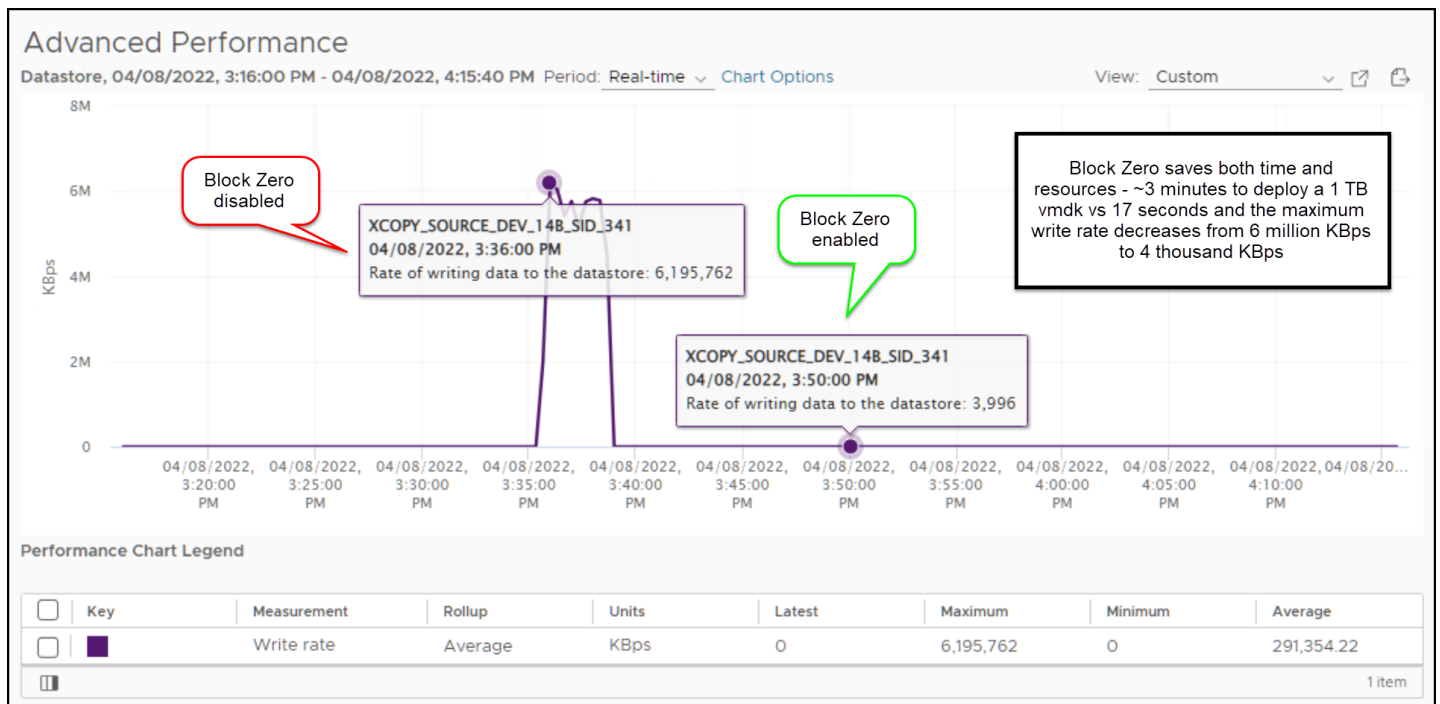 Advanced Performance
Datastore, 04/08/2022, 3:16:00 PM - 04/08/2022, 4:15:40 PM Period: Real-time Chart Options View: Custom
8M
6M
4M
2M
0
KBps
Block Zero
disabled
XCOPY_SOURCE_DEV_14B_SID_341
04/08/2022, 3:36:00 PM
Rate of writing data to the datastore: 6,195,762
Block Zero
enabled
XCOPY_SOURCE_DEV_14B_SID_341
04/08/2022, 3:50:00 PM
Rate of writing data to the datastore: 3,996
Block Zero saves both time and
resources - ~3 minutes to deploy a 1 TB
vmdk vs 17 seconds and the maximum
write rate decreases from 6 million KBps
to 4 thousand KBps
04/08/2022, 04/08/2022, 04/08/2022, 04/08/2022, 04/08/2022, 04/08/2022, 04/08/2022, 04/08/2022, 04/08/2022, 04/08/2022, 04/08/2022, 04/08/20...
3:20:00 3:25:00 3:30:00 3:35:00 3:40:00 3:45:00 3:50:00 3:55:00 4:00:00 4:05:00 4:10:00
PM PM PM PM PM PM PM PM PM PM PM
Performance Chart Legend
Key Measurement Rollup Units Latest Maximum Minimum Average
Write rate Average KBps 0 6,195,762 0 291,354.22
1 item